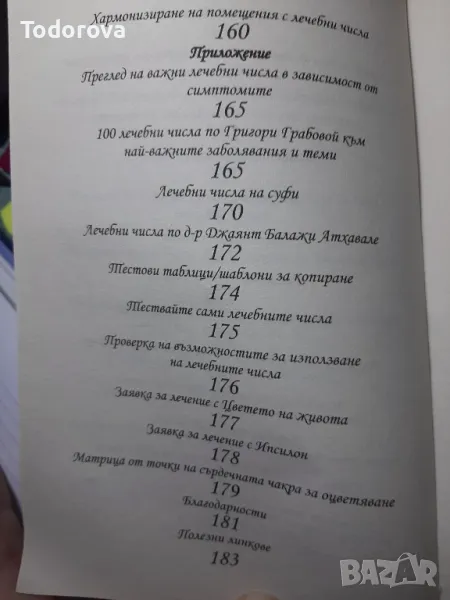 Todorova
Хармонизиране на помещения с лечебни числа
160
Приложение
Преглед на важни лечебни числа в зависимост от
симптомите
165
100 лечебни числа по Григори Грабовой към
най-важните заболявания и теми
165
Лечебни числа на суфи
170
Лечебни числа по д-р Джаянт Балажи Атхавале
172
Тестови таблици/шаблони за копиране
174
Тествайте сами лечебните числа
175
Проверка на възможностите за използване
на лечебните числа
176
Заявка за лечение с Цветето на живота
177
Заявка за лечение с Ипсилон
178
Матрица от точки на сърдечната чакра за оцветяване
179
Благодарности
181
Полезни линкове
183
BAZAR